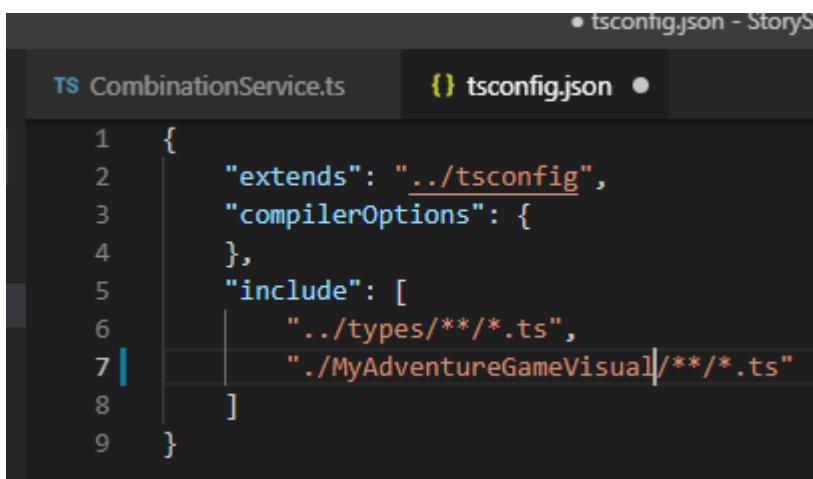 ● tsconfig.json - StoryS
TS CombinationService.ts {} tsconfig.json ●
1 {
2 "extends": "../tsconfig",
3 "compilerOptions": {
4 },
5 "include": [
6 "../types/**/*.ts",
7 "./MyAdventureGameVisual/**/*.ts"
8 ]
9 }